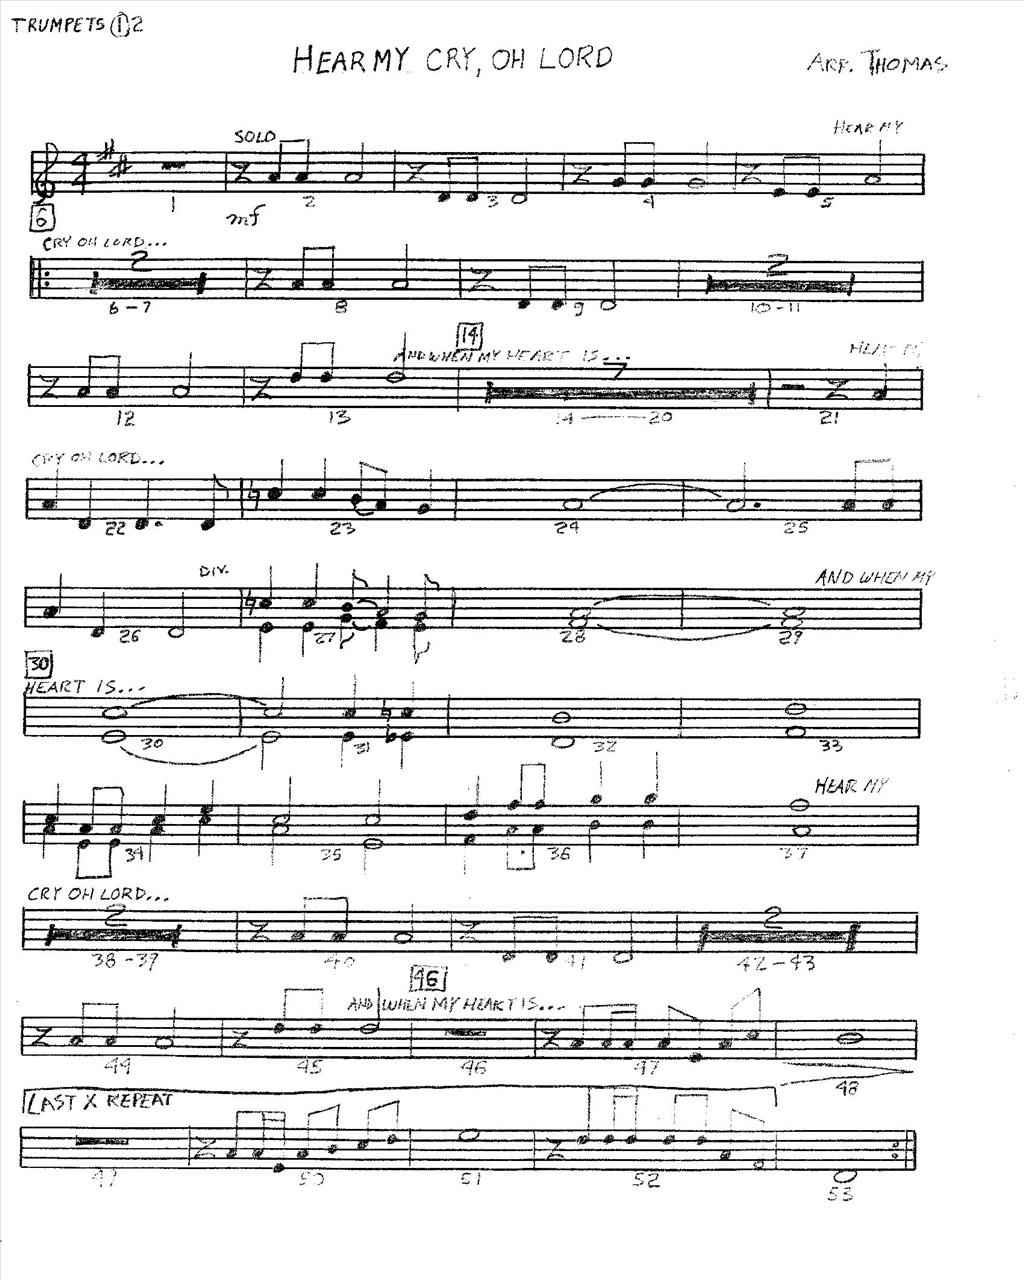 TRUMPETS ① 2
HEAR MY CRY, OH LORD
ARR. THOMAS
SOLO
HEAR MY
4 4
mf
1 2 3 4 5
6
CRY OH LORD...
2 2
6-7 8 9 10-11
14
AND WHEN MY HEART IS...
HEAR MY
7
12 13 14-20 21
CRY OH LORD...
22 23 24 25
DIV.
AND WHEN MY
26 27 28 29
30
HEART IS...
30 31 32 33
HEAR MY
34 35 36 37
CRY OH LORD...
2 2
38-39 40 41 42-43
46
AND WHEN MY HEART IS...
44 45 46 47 48
LAST X REPEAT
49 50 51 52 53